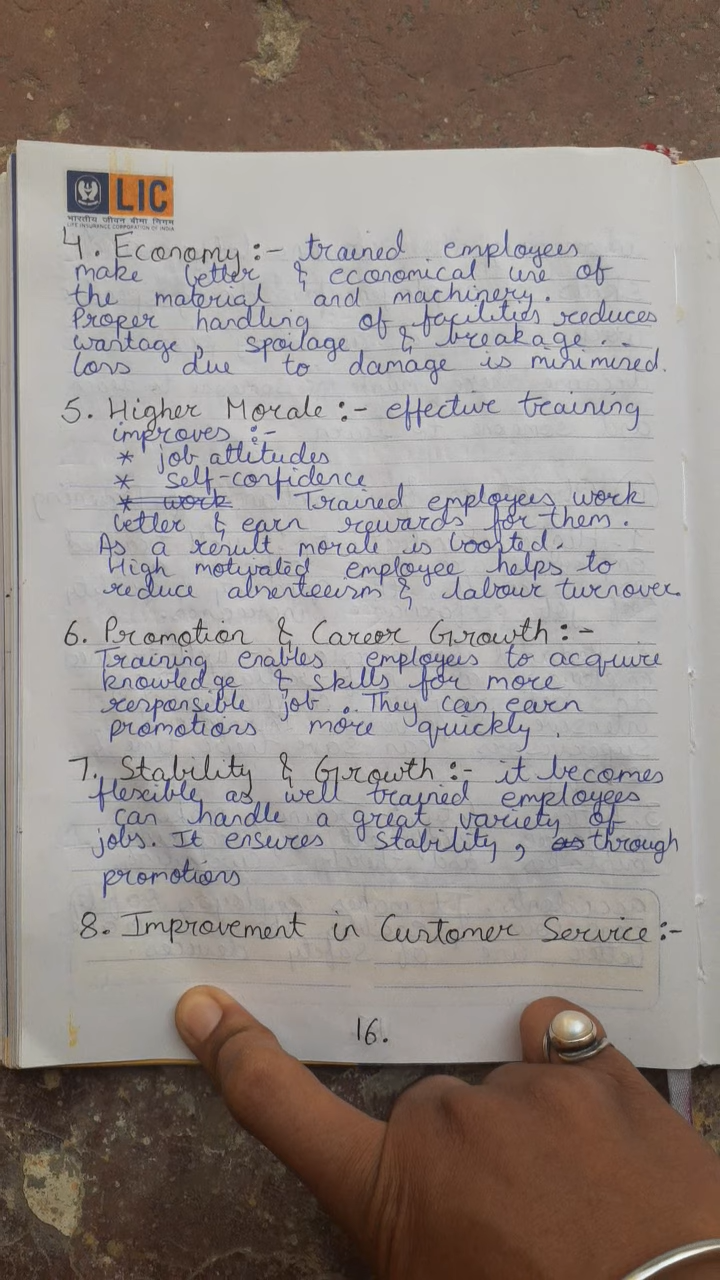 LIC
भारतीय जीवन बीमा निगम
LIFE INSURANCE CORPORATION OF INDIA
4. Economy :- trained employees
make better & economical use of
the material and machinery.
Proper handling of facilities reduces
wastage, spoilage & breakage..
loss due to damage is minimised.
5. Higher Morale :- effective training
improves :-
* job attitudes
* self-confidence
* work Trained employees work
better & earn rewards for them.
As a result morale is boosted.
High motivated employee helps to
reduce absenteeism & labour turnover.
6. Promotion & Career Growth :-
Training enables employees to acquire
knowledge & skills for more
responsible job.. They can earn
promotions more quickly.
7. Stability & Growth :- it becomes
flexible as well trained employees
can handle a great variety of
jobs. It ensures stability, as through
promotions
8. Improvement in Customer Service :-
16.